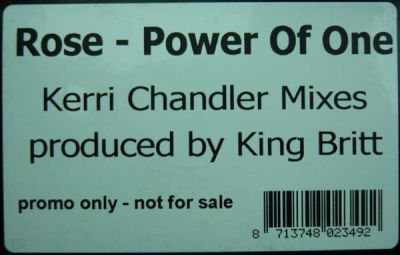 Rose - Power Of One
Kerri Chandler Mixes
produced by King Britt
promo only - not for sale
8 713748 023492